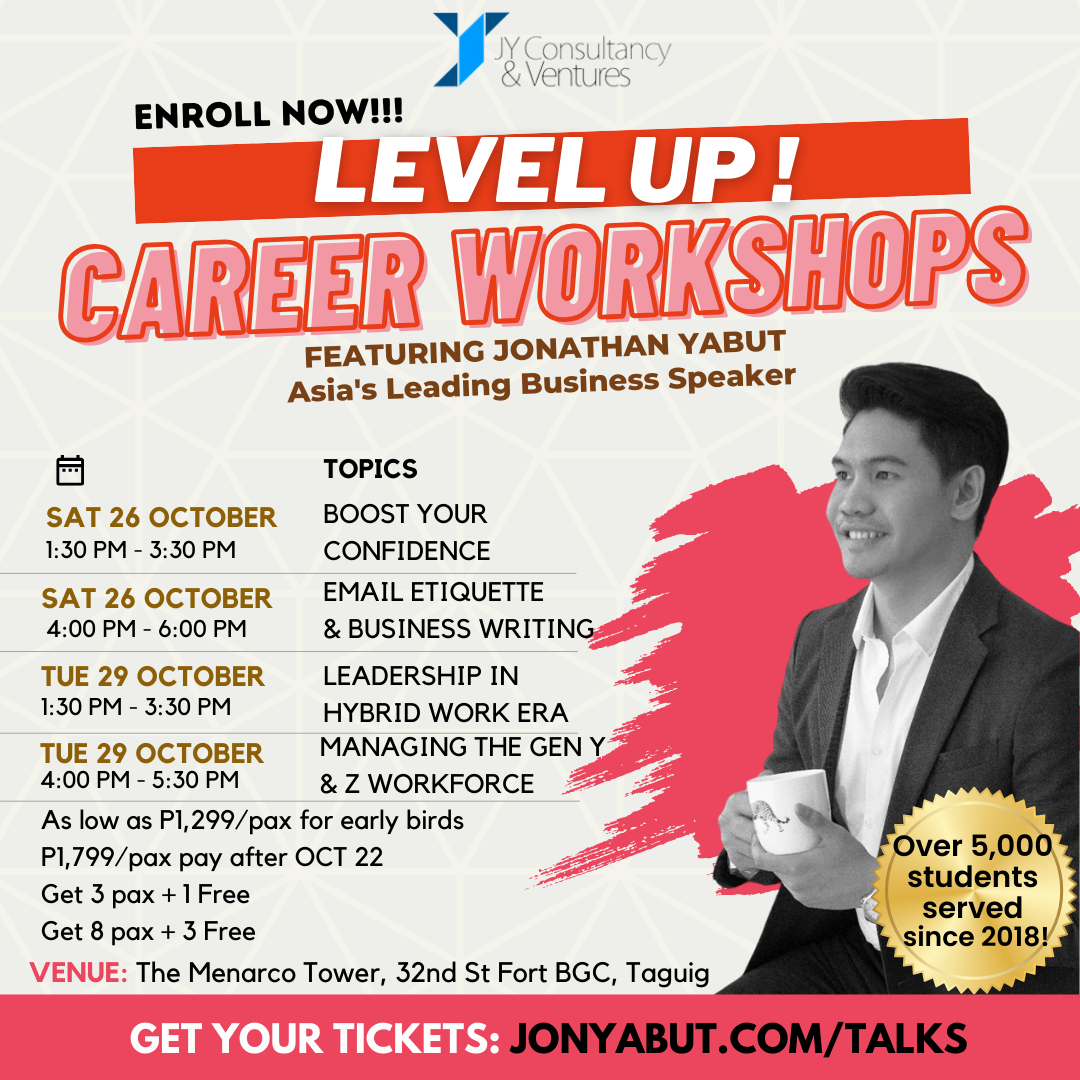 JY Consultancy
& Ventures
ENROLL NOW!!!
LEVEL UP !
CAREER WORKSHOPS
FEATURING JONATHAN YABUT
Asia's Leading Business Speaker
TOPICS
SAT 26 OCTOBER
1:30 PM - 3:30 PM
BOOST YOUR
CONFIDENCE
SAT 26 OCTOBER
4:00 PM - 6:00 PM
EMAIL ETIQUETTE
& BUSINESS WRITING
TUE 29 OCTOBER
1:30 PM - 3:30 PM
LEADERSHIP IN
HYBRID WORK ERA
TUE 29 OCTOBER
4:00 PM - 5:30 PM
MANAGING THE GEN Y
& Z WORKFORCE
As low as P1,299/pax for early birds
P1,799/pax pay after OCT 22
Get 3 pax + 1 Free
Get 8 pax + 3 Free
Over 5,000
students
served
since 2018!
VENUE: The Menarco Tower, 32nd St Fort BGC, Taguig
GET YOUR TICKETS: JONYABUT.COM/TALKS